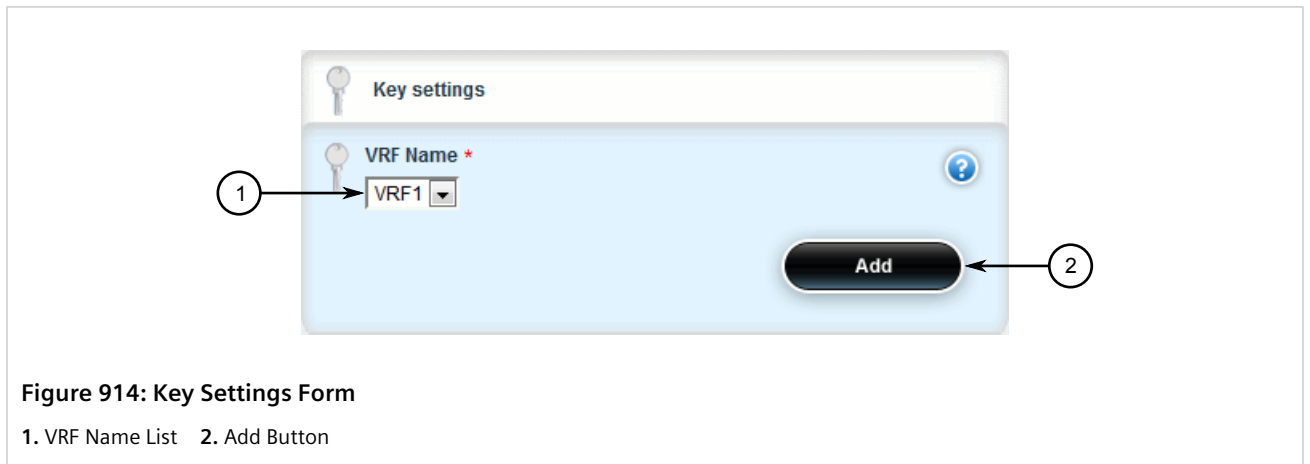 Key settings
VRF Name *
?
1
VRF1
Add
2
Figure 914: Key Settings Form
1. VRF Name List 2. Add Button